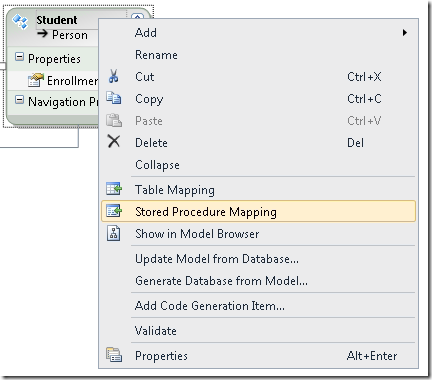 Student
Person
Properties
Enrollmen
Navigation Pr
Add
Rename
Cut Ctrl+X
Copy Ctrl+C
Paste Ctrl+V
Delete Del
Collapse
Table Mapping
Stored Procedure Mapping
Show in Model Browser
Update Model from Database...
Generate Database from Model...
Add Code Generation Item...
Validate
Properties Alt+Enter